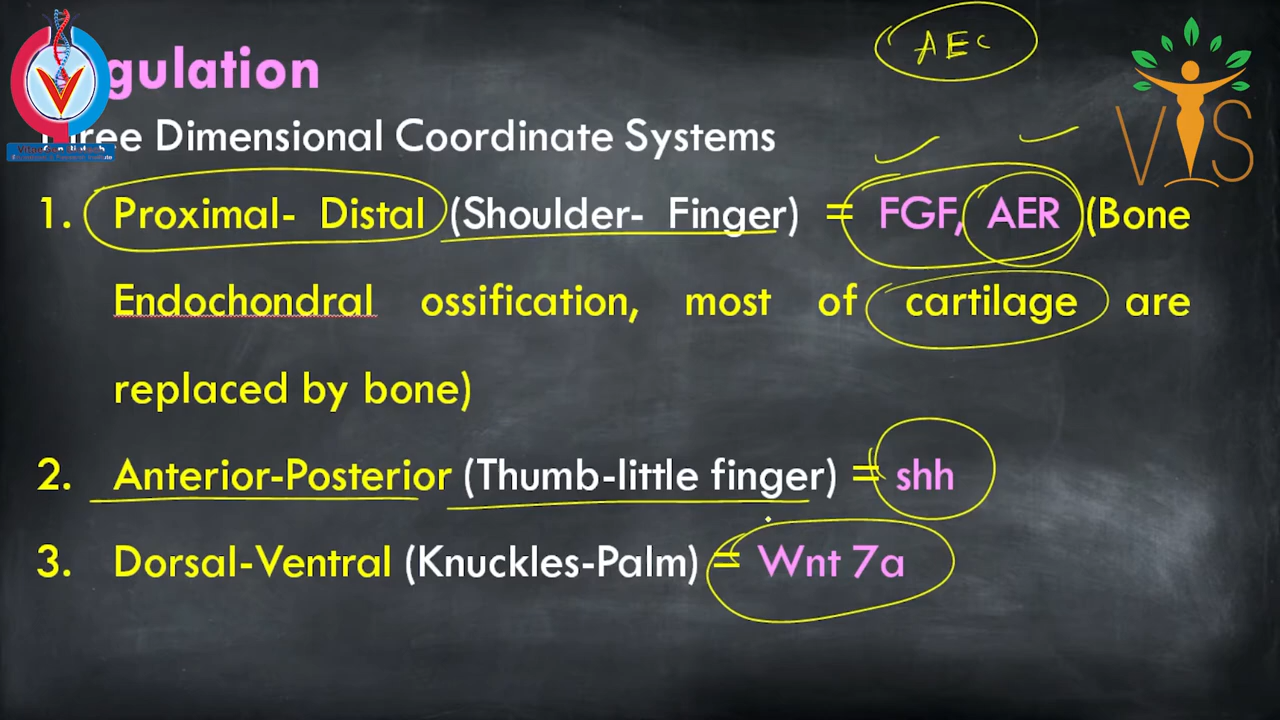 AEC
gulation
ree Dimensional Coordinate Systems
1. Proximal- Distal (Shoulder- Finger) = FGF, AER (Bone
Endochondral ossification, most of cartilage are
replaced by bone)
2. Anterior-Posterior (Thumb-little finger) = shh
3. Dorsal-Ventral (Knuckles-Palm) = Wnt 7a
V
VIS